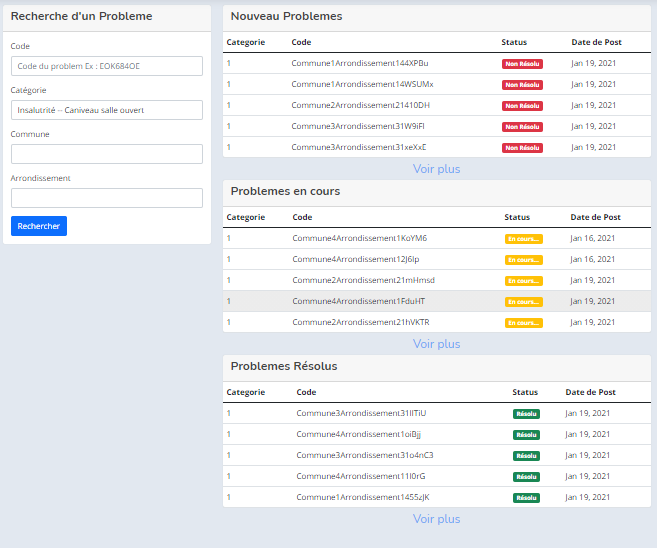 Recherche d'un Probleme
Code
Code du problem Ex : EOK684OE
Catégorie
Insalutrité -- Caniveau salle ouvert
Commune
Arrondissement
Rechercher
Nouveau Problemes
Categorie Code Status Date de Post
1 Commune1Arrondissement144XPBu Non Résolu Jan 19, 2021
1 Commune1Arrondissement14WSUMx Non Résolu Jan 19, 2021
1 Commune2Arrondissement21410DH Non Résolu Jan 19, 2021
1 Commune3Arrondissement31W9iFI Non Résolu Jan 19, 2021
1 Commune3Arrondissement31xeXxE Non Résolu Jan 19, 2021
Voir plus
Problemes en cours
Categorie Code Status Date de Post
1 Commune4Arrondissement1KoYM6 En cours... Jan 16, 2021
1 Commune4Arrondissement12J6Ip En cours... Jan 16, 2021
1 Commune2Arrondissement21mHmsd En cours... Jan 19, 2021
1 Commune4Arrondissement1FduHT En cours... Jan 19, 2021
1 Commune2Arrondissement21hVKTR En cours... Jan 19, 2021
Voir plus
Problemes Résolus
Categorie Code Status Date de Post
1 Commune3Arrondissement31IlTiU Résolu Jan 19, 2021
1 Commune4Arrondissement1oiBjj Résolu Jan 19, 2021
1 Commune3Arrondissement31o4nC3 Résolu Jan 19, 2021
1 Commune4Arrondissement11I0rG Résolu Jan 19, 2021
1 Commune1Arrondissement1455zJK Résolu Jan 19, 2021
Voir plus